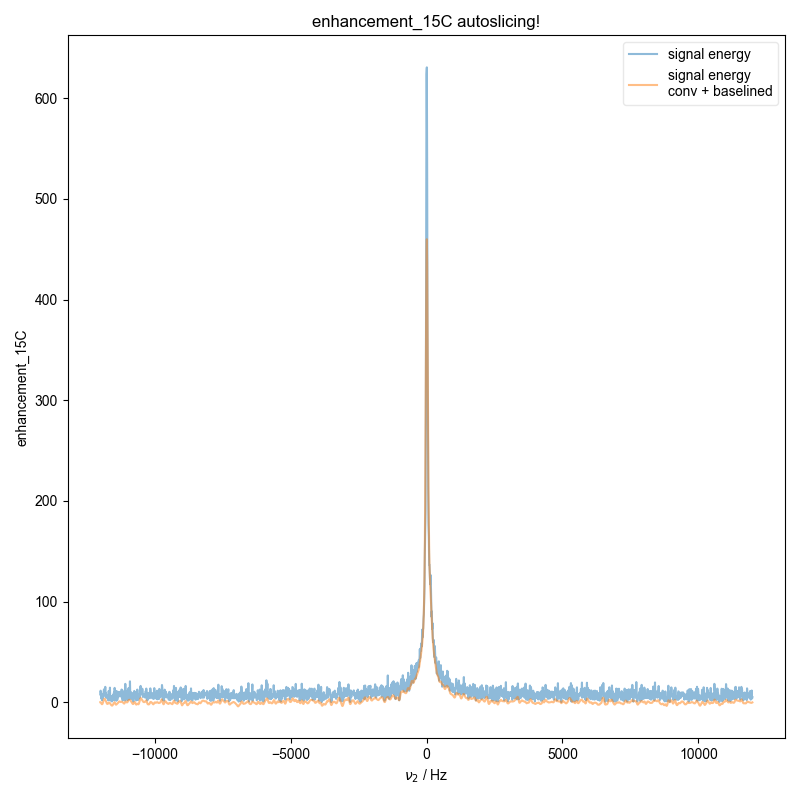 enhancement_15C autoslicing!
signal energy
signal energy
conv + baselined
enhancement_15C
600
500
400
300
200
100
0
−10000
−5000
0
5000
10000
ν₂ / Hz